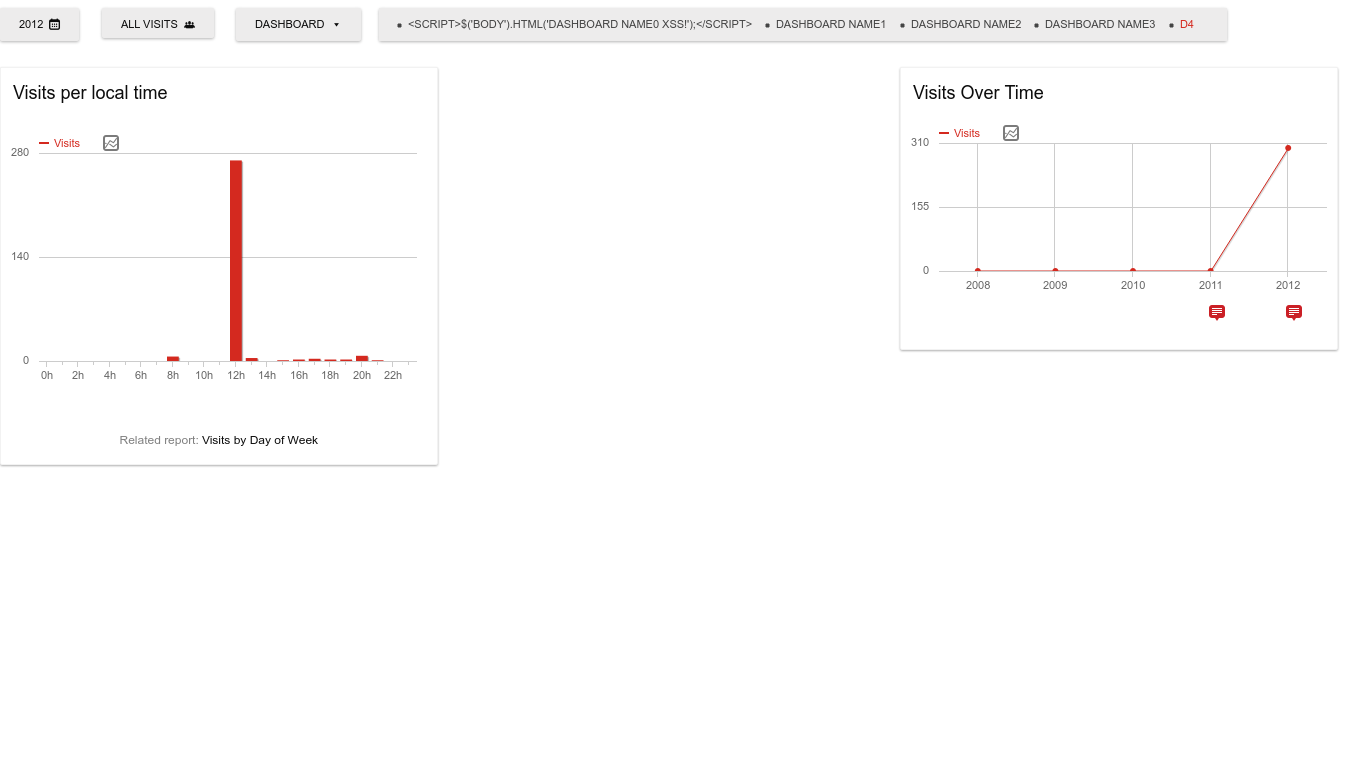 2012
ALL VISITS
DASHBOARD
<SCRIPT>$('BODY').HTML('DASHBOARD NAME0 XSS!');</SCRIPT>
DASHBOARD NAME1
DASHBOARD NAME2
DASHBOARD NAME3
D4
Visits per local time
Visits
280
140
0
0h 2h 4h 6h 8h 10h 12h 14h 16h 18h 20h 22h
Related report: Visits by Day of Week
Visits Over Time
Visits
310
155
0
2008 2009 2010 2011 2012